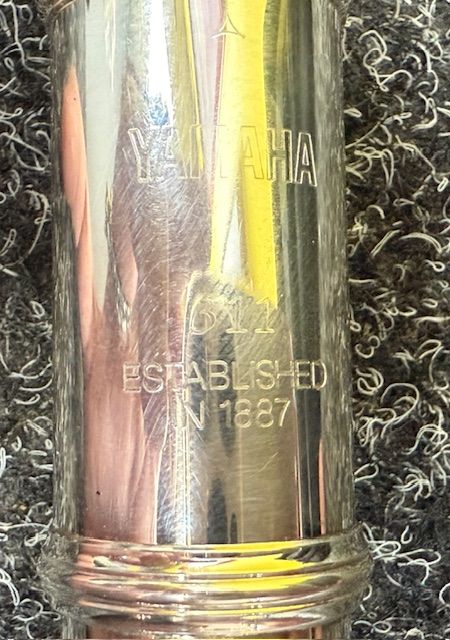 YAMAHA
611
ESTABLISHED
IN 1887